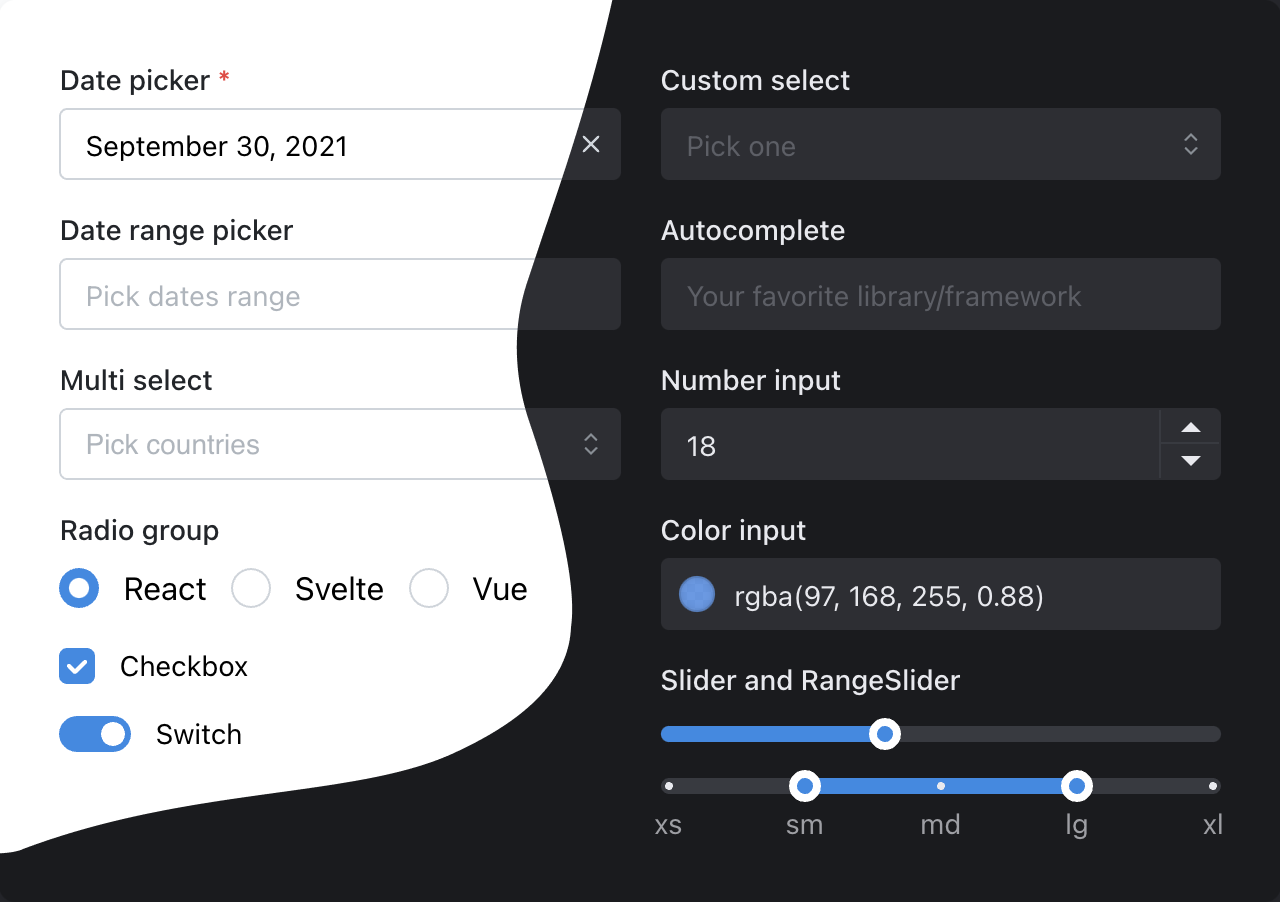 Date picker *
September 30, 2021
Date range picker
Pick dates range
Multi select
Pick countries
Radio group
React Svelte Vue
Checkbox
Switch
Custom select
Pick one
Autocomplete
Your favorite library/framework
Number input
18
Color input
rgba(97, 168, 255, 0.88)
Slider and RangeSlider
xs sm md lg xl